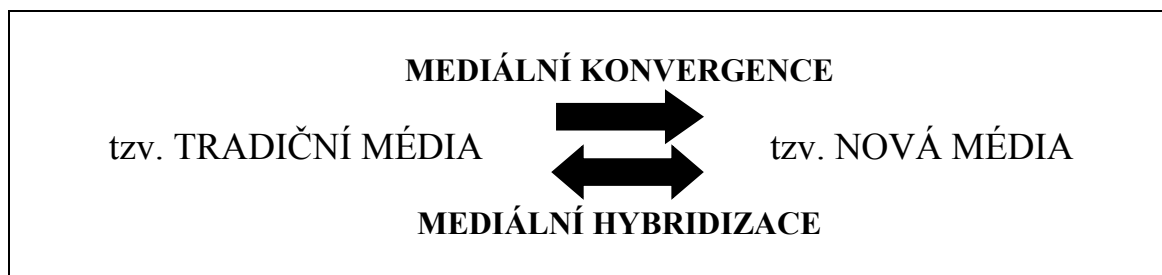 MEDIÁLNÍ KONVERGENCE
tzv. TRADIČNÍ MÉDIA
tzv. NOVÁ MÉDIA
MEDIÁLNÍ HYBRIDIZACE